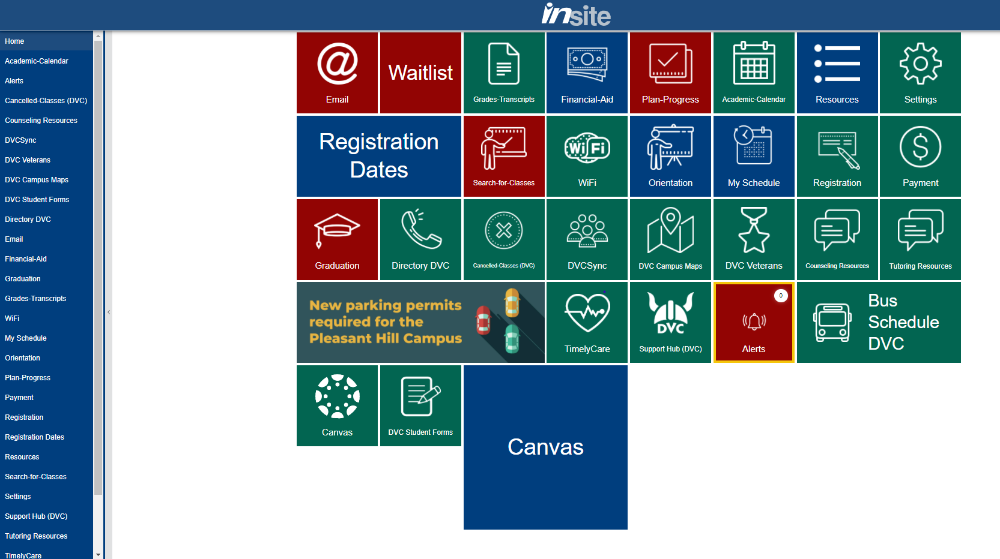 insite
Home
Academic-Calendar
Alerts
Cancelled-Classes (DVC)
Counseling Resources
DVCSync
DVC Veterans
DVC Campus Maps
DVC Student Forms
Directory DVC
Email
Financial-Aid
Graduation
Grades-Transcripts
WiFi
My Schedule
Orientation
Plan-Progress
Payment
Registration
Registration Dates
Resources
Search-for-Classes
Settings
Support Hub (DVC)
Tutoring Resources
TimelyCare
Email
Waitlist
Grades-Transcripts
Financial-Aid
Plan-Progress
Academic-Calendar
Resources
Settings
Registration
Dates
Search-for-Classes
WiFi
WiFi
Orientation
My Schedule
Registration
Payment
Graduation
Directory DVC
Cancelled-Classes (DVC)
DVCSync
DVC Campus Maps
DVC Veterans
Counseling Resources
Tutoring Resources
New parking permits
required for the
Pleasant Hill Campus
TimelyCare
DVC
Support Hub (DVC)
0
Alerts
Bus
Schedule
DVC
Canvas
DVC Student Forms
Canvas